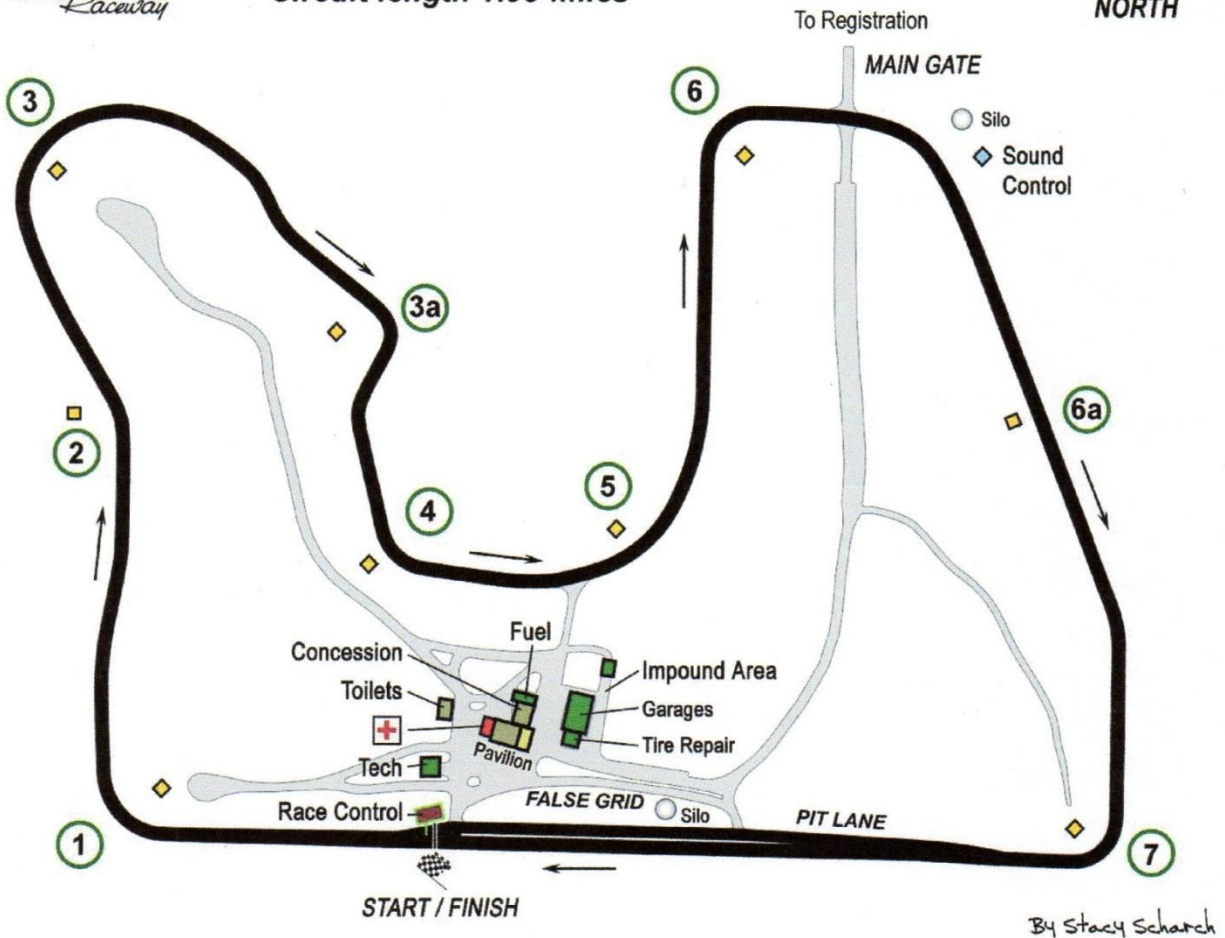 Raceway
NORTH
To Registration
MAIN GATE
3
6
Silo
Sound
Control
3a
6a
2
5
4
Fuel
Concession
Impound Area
Toilets
Garages
Tire Repair
Pavilion
Tech
FALSE GRID
Race Control
Silo
PIT LANE
1
7
START / FINISH
By Stacy Scharch